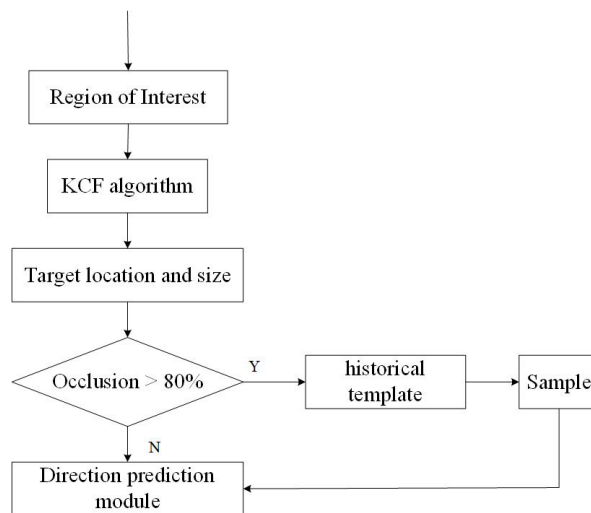 Region of Interest
KCF algorithm
Target location and size
Occlusion > 80%
Y
historical
template
Sample
N
Direction prediction
module